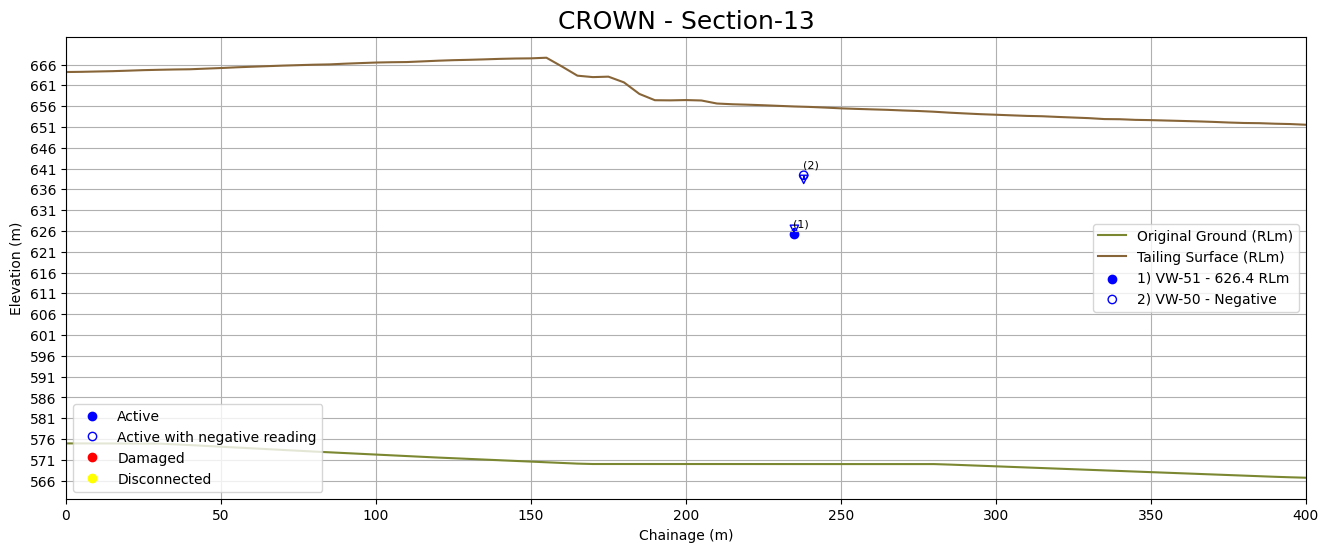 CROWN - Section-13
Elevation (m)
666
661
656
651
646
641
636
631
626
621
616
611
606
601
596
591
586
581
576
571
566
(2)
(1)
Original Ground (RLm)
Tailing Surface (RLm)
1) VW-51 - 626.4 RLm
2) VW-50 - Negative
Active
Active with negative reading
Damaged
Disconnected
0 50 100 150 200 250 300 350 400
Chainage (m)